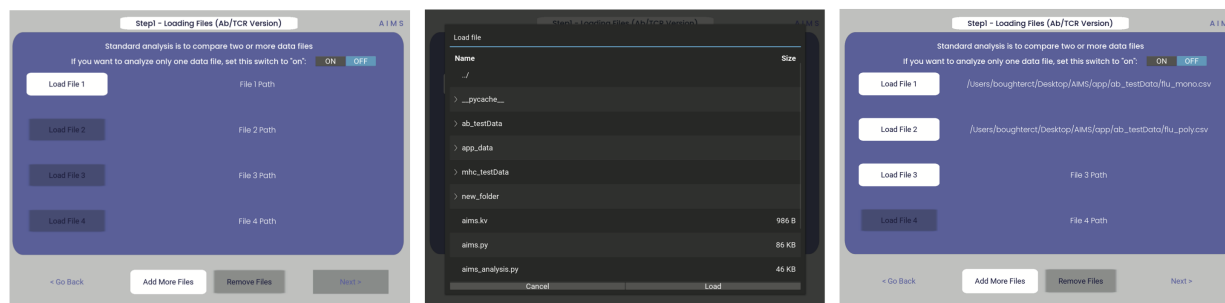 Step1 - Loading Files (Ab/TCR Version)
A I M S
Standard analysis is to compare two or more data files
If you want to analyze only one data file, set this switch to "on":
ON OFF
Load File 1 File 1 Path
Load File 2 File 2 Path
Load File 3 File 3 Path
Load File 4 File 4 Path
< Go Back Add More Files Remove Files Next >
Step1 - Loading Files (Ab/TCR Version)
A I M S
Load file
Name Size
../
> __pycache__
> ab_testData
> app_data
> mhc_testData
> new_folder
aims.kv 986 B
aims.py 86 KB
aims_analysis.py 46 KB
Cancel Load
Step1 - Loading Files (Ab/TCR Version)
A I M
Standard analysis is to compare two or more data files
If you want to analyze only one data file, set this switch to "on":
ON OFF
Load File 1 /Users/boughterct/Desktop/AIMS/app/ab_testData/flu_mono.csv
Load File 2 /Users/boughterct/Desktop/AIMS/app/ab_testData/flu_poly.csv
Load File 3 File 3 Path
Load File 4 File 4 Path
< Go Back Add More Files Remove Files Next >